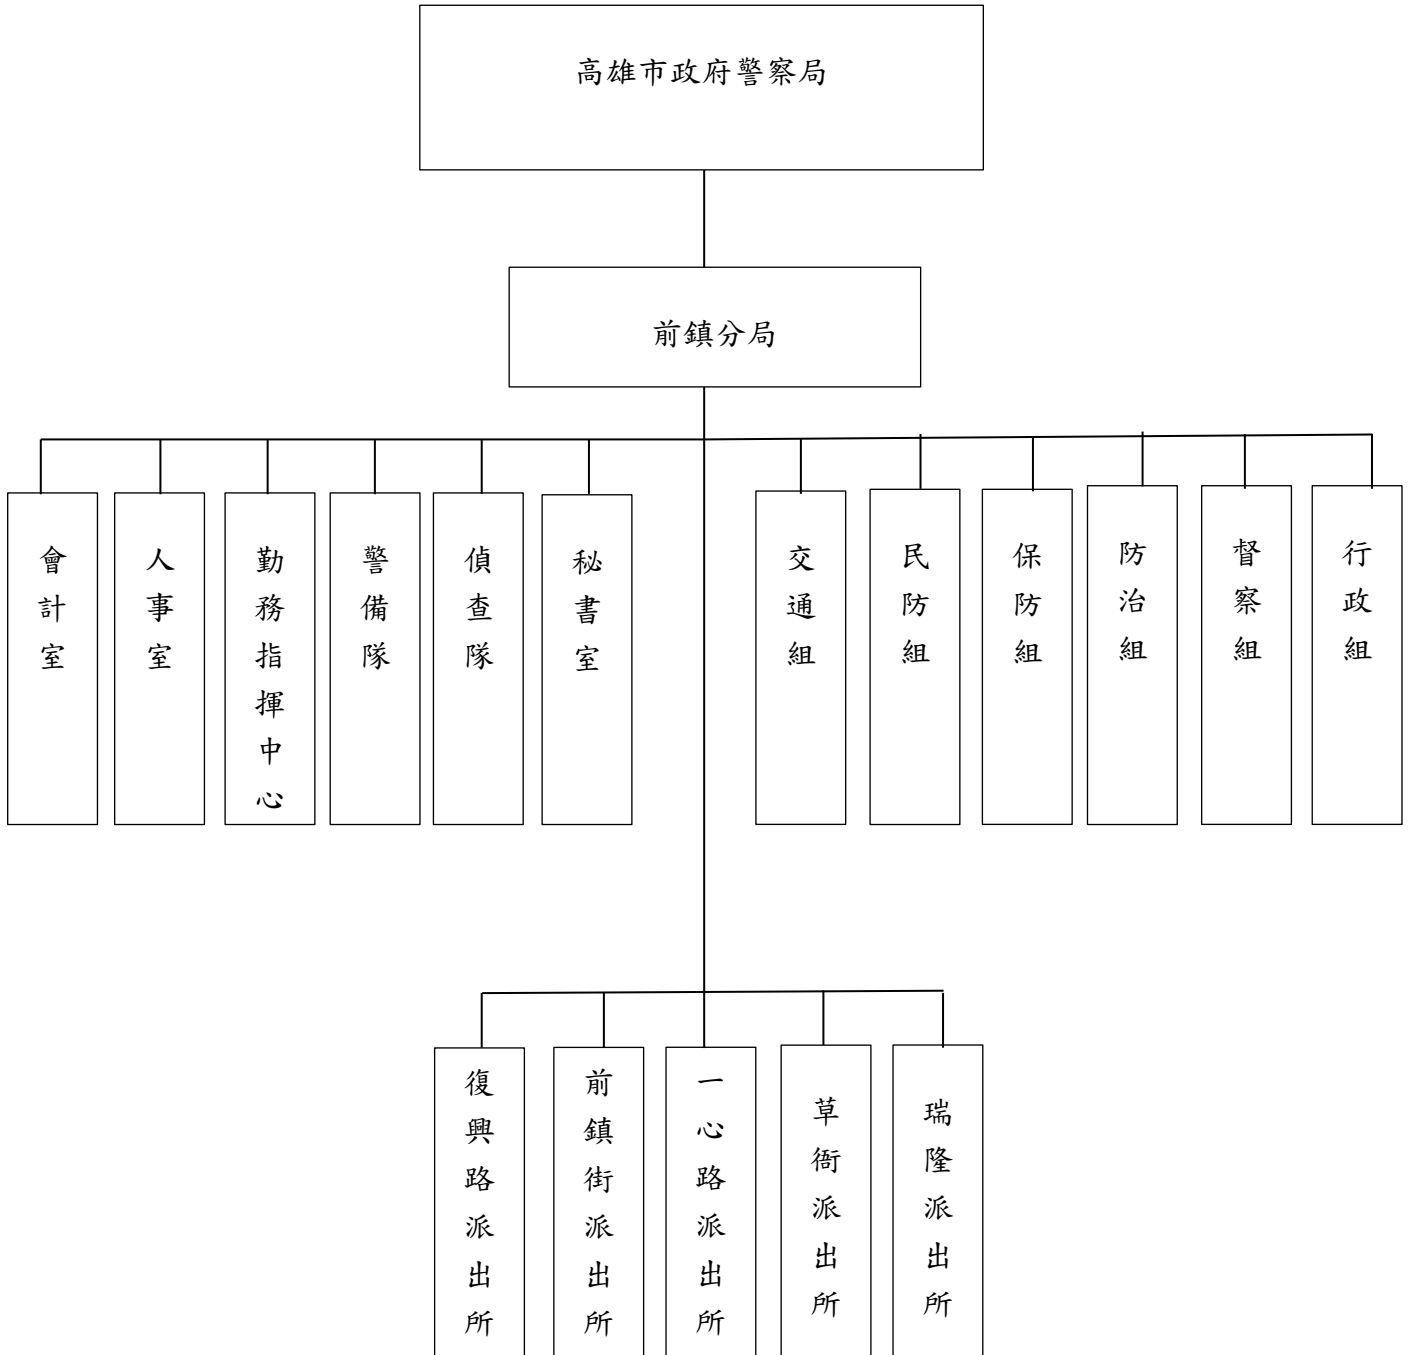 高雄市政府警察局
前鎮分局
會計室
人事室
勤務指揮中心
警備隊
偵查隊
秘書室
交通組
民防組
保防組
防治組
督察組
行政組
復興路派出所
前鎮街派出所
一心路派出所
草衙派出所
瑞隆派出所